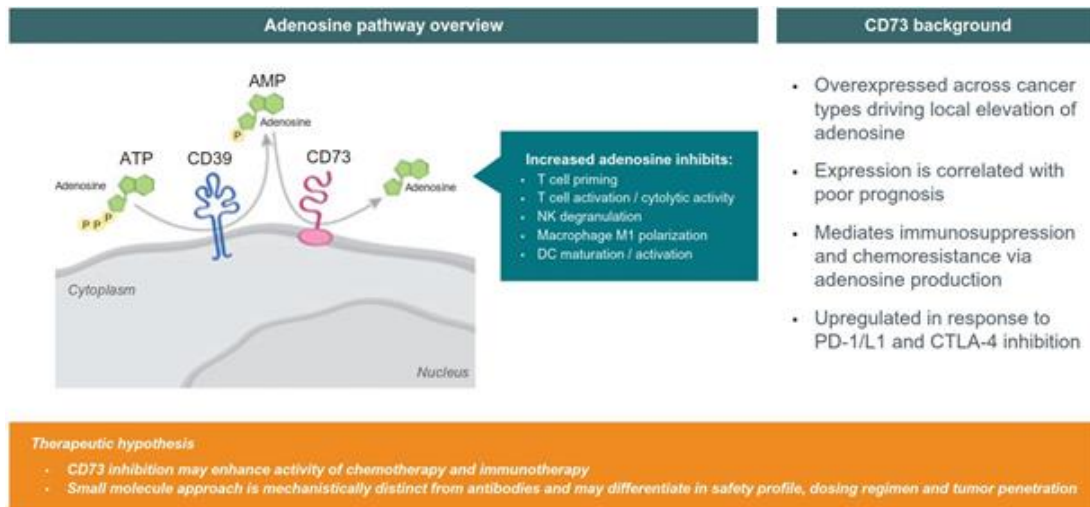 Adenosine pathway overview
CD73 background
AMP
Adenosine
P
ATP
CD39
CD73
Adenosine
P P P
Adenosine
Cytoplasm
Nucleus
Increased adenosine inhibits:
• T cell priming
• T cell activation / cytolytic activity
• NK degranulation
• Macrophage M1 polarization
• DC maturation / activation
• Overexpressed across cancer
types driving local elevation of
adenosine
• Expression is correlated with
poor prognosis
• Mediates immunosuppression
and chemoresistance via
adenosine production
• Upregulated in response to
PD-1/L1 and CTLA-4 inhibition
Therapeutic hypothesis
• CD73 inhibition may enhance activity of chemotherapy and immunotherapy
• Small molecule approach is mechanistically distinct from antibodies and may differentiate in safety profile, dosing regimen and tumor penetration